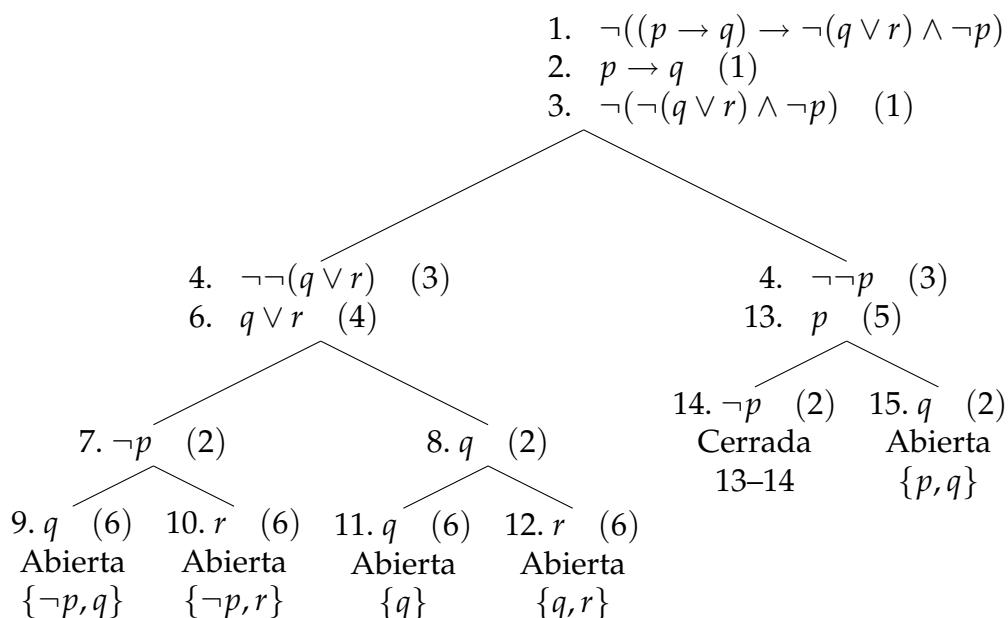 1. ¬((p → q) → ¬(q ∨ r) ∧ ¬p)
2. p → q (1)
3. ¬(¬(q ∨ r) ∧ ¬p) (1)
4. ¬¬(q ∨ r) (3)
6. q ∨ r (4)
4. ¬¬p (3)
13. p (5)
7. ¬p (2)
8. q (2)
14. ¬p (2)
Cerrada
13–14
15. q (2)
Abierta
{p, q}
9. q (6)
Abierta
{¬p, q}
10. r (6)
Abierta
{¬p, r}
11. q (6)
Abierta
{q}
12. r (6)
Abierta
{q, r}